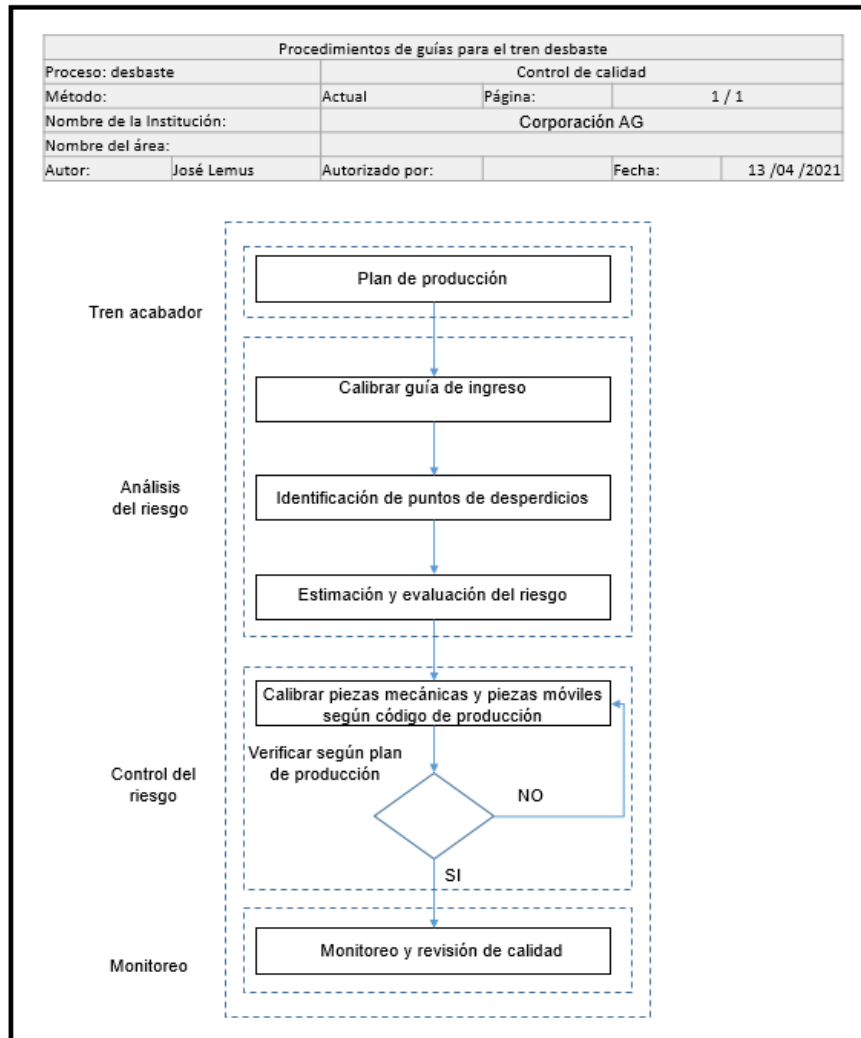 Procedimientos de guías para el tren desbaste
Proceso: desbaste Control de calidad
Método: Actual Página: 1 / 1
Nombre de la Institución: Corporación AG
Nombre del área:
Autor: José Lemus Autorizado por: Fecha: 13 /04 /2021
Plan de producción
Tren acabador
Calibrar guía de ingreso
Análisis
del riesgo
Identificación de puntos de desperdicios
Estimación y evaluación del riesgo
Calibrar piezas mecánicas y piezas móviles
según código de producción
Verificar según plan
de producción
Control del
riesgo
NO
SI
Monitoreo y revisión de calidad
Monitoreo